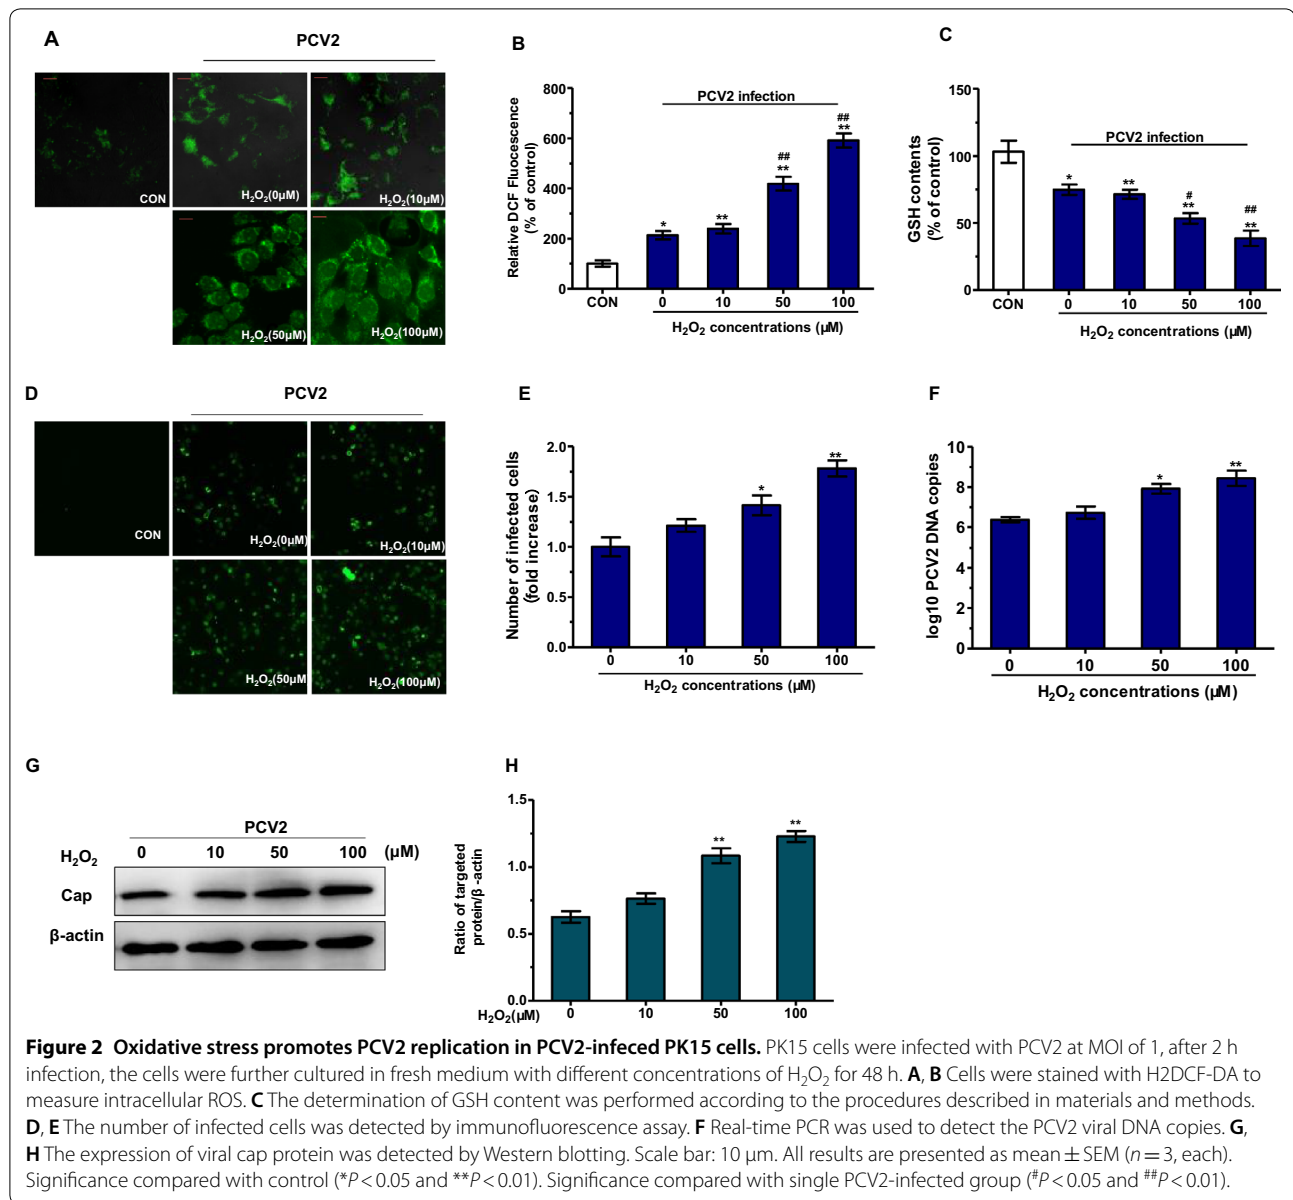 A
PCV2
CON
H₂O₂(0µM)
H₂O₂(10µM)
H₂O₂(50µM)
H₂O₂(100µM)
B
Relative DCF Fluorescence
(% of control)
800
600
400
200
0
PCV2 infection
*
**
##
**
##
**
CON
0
10
50
100
H₂O₂ concentrations (µM)
C
GSH contents
(% of control)
150
100
50
0
PCV2 infection
*
**
#
**
##
**
CON
0
10
50
100
H₂O₂ concentrations (µM)
D
PCV2
CON
H₂O₂(0µM)
H₂O₂(10µM)
H₂O₂(50µM
H₂O₂(100µM)
E
Number of infected cells
(fold increase)
2.0
1.5
1.0
0.5
0.0
*
**
0
10
50
100
H₂O₂ concentrations (µM)
F
log10 PCV2 DNA copies
10
8
6
4
2
0
*
**
0
10
50
100
H₂O₂ concentrations (µM)
G
PCV2
H₂O₂ 0 10 50 100 (µM)
Cap
β-actin
H
Ratio of targeted
protein/β -actin
1.5
1.0
0.5
0.0
**
**
H₂O₂(µM) 0 10 50 100
Figure 2 Oxidative stress promotes PCV2 replication in PCV2-infeced PK15 cells. PK15 cells were infected with PCV2 at MOI of 1, after 2 h
infection, the cells were further cultured in fresh medium with different concentrations of H₂O₂ for 48 h. A, B Cells were stained with H2DCF-DA to
measure intracellular ROS. C The determination of GSH content was performed according to the procedures described in materials and methods.
D, E The number of infected cells was detected by immunofluorescence assay. F Real-time PCR was used to detect the PCV2 viral DNA copies. G,
H The expression of viral cap protein was detected by Western blotting. Scale bar: 10 µm. All results are presented as mean ± SEM (n = 3, each).
Significance compared with control (*P < 0.05 and **P < 0.01). Significance compared with single PCV2-infected group (#P < 0.05 and ##P < 0.01).